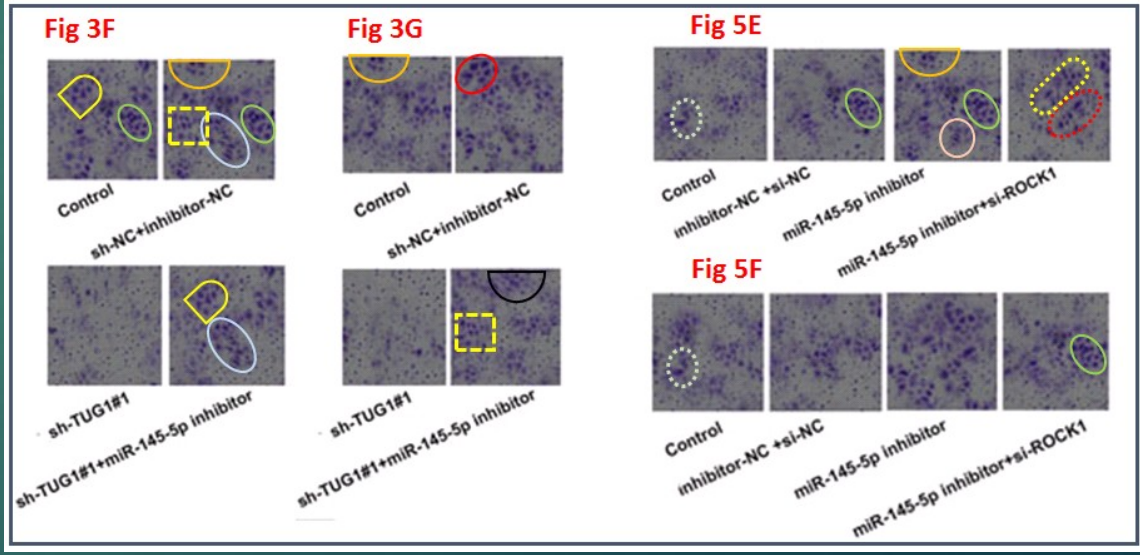 Fig 3F
Fig 3G
Fig 5E
Control
sh-NC+inhibitor-NC
Control
sh-NC+inhibitor-NC
Control
inhibitor-NC +si-NC
miR-145-5p inhibitor
miR-145-5p inhibitor+si-ROCK1
Fig 5F
sh-TUG1#1
sh-TUG1#1+miR-145-5p inhibitor
sh-TUG1#1
sh-TUG1#1+miR-145-5p inhibitor
Control
inhibitor-NC +si-NC
miR-145-5p inhibitor
miR-145-5p inhibitor+si-ROCK1